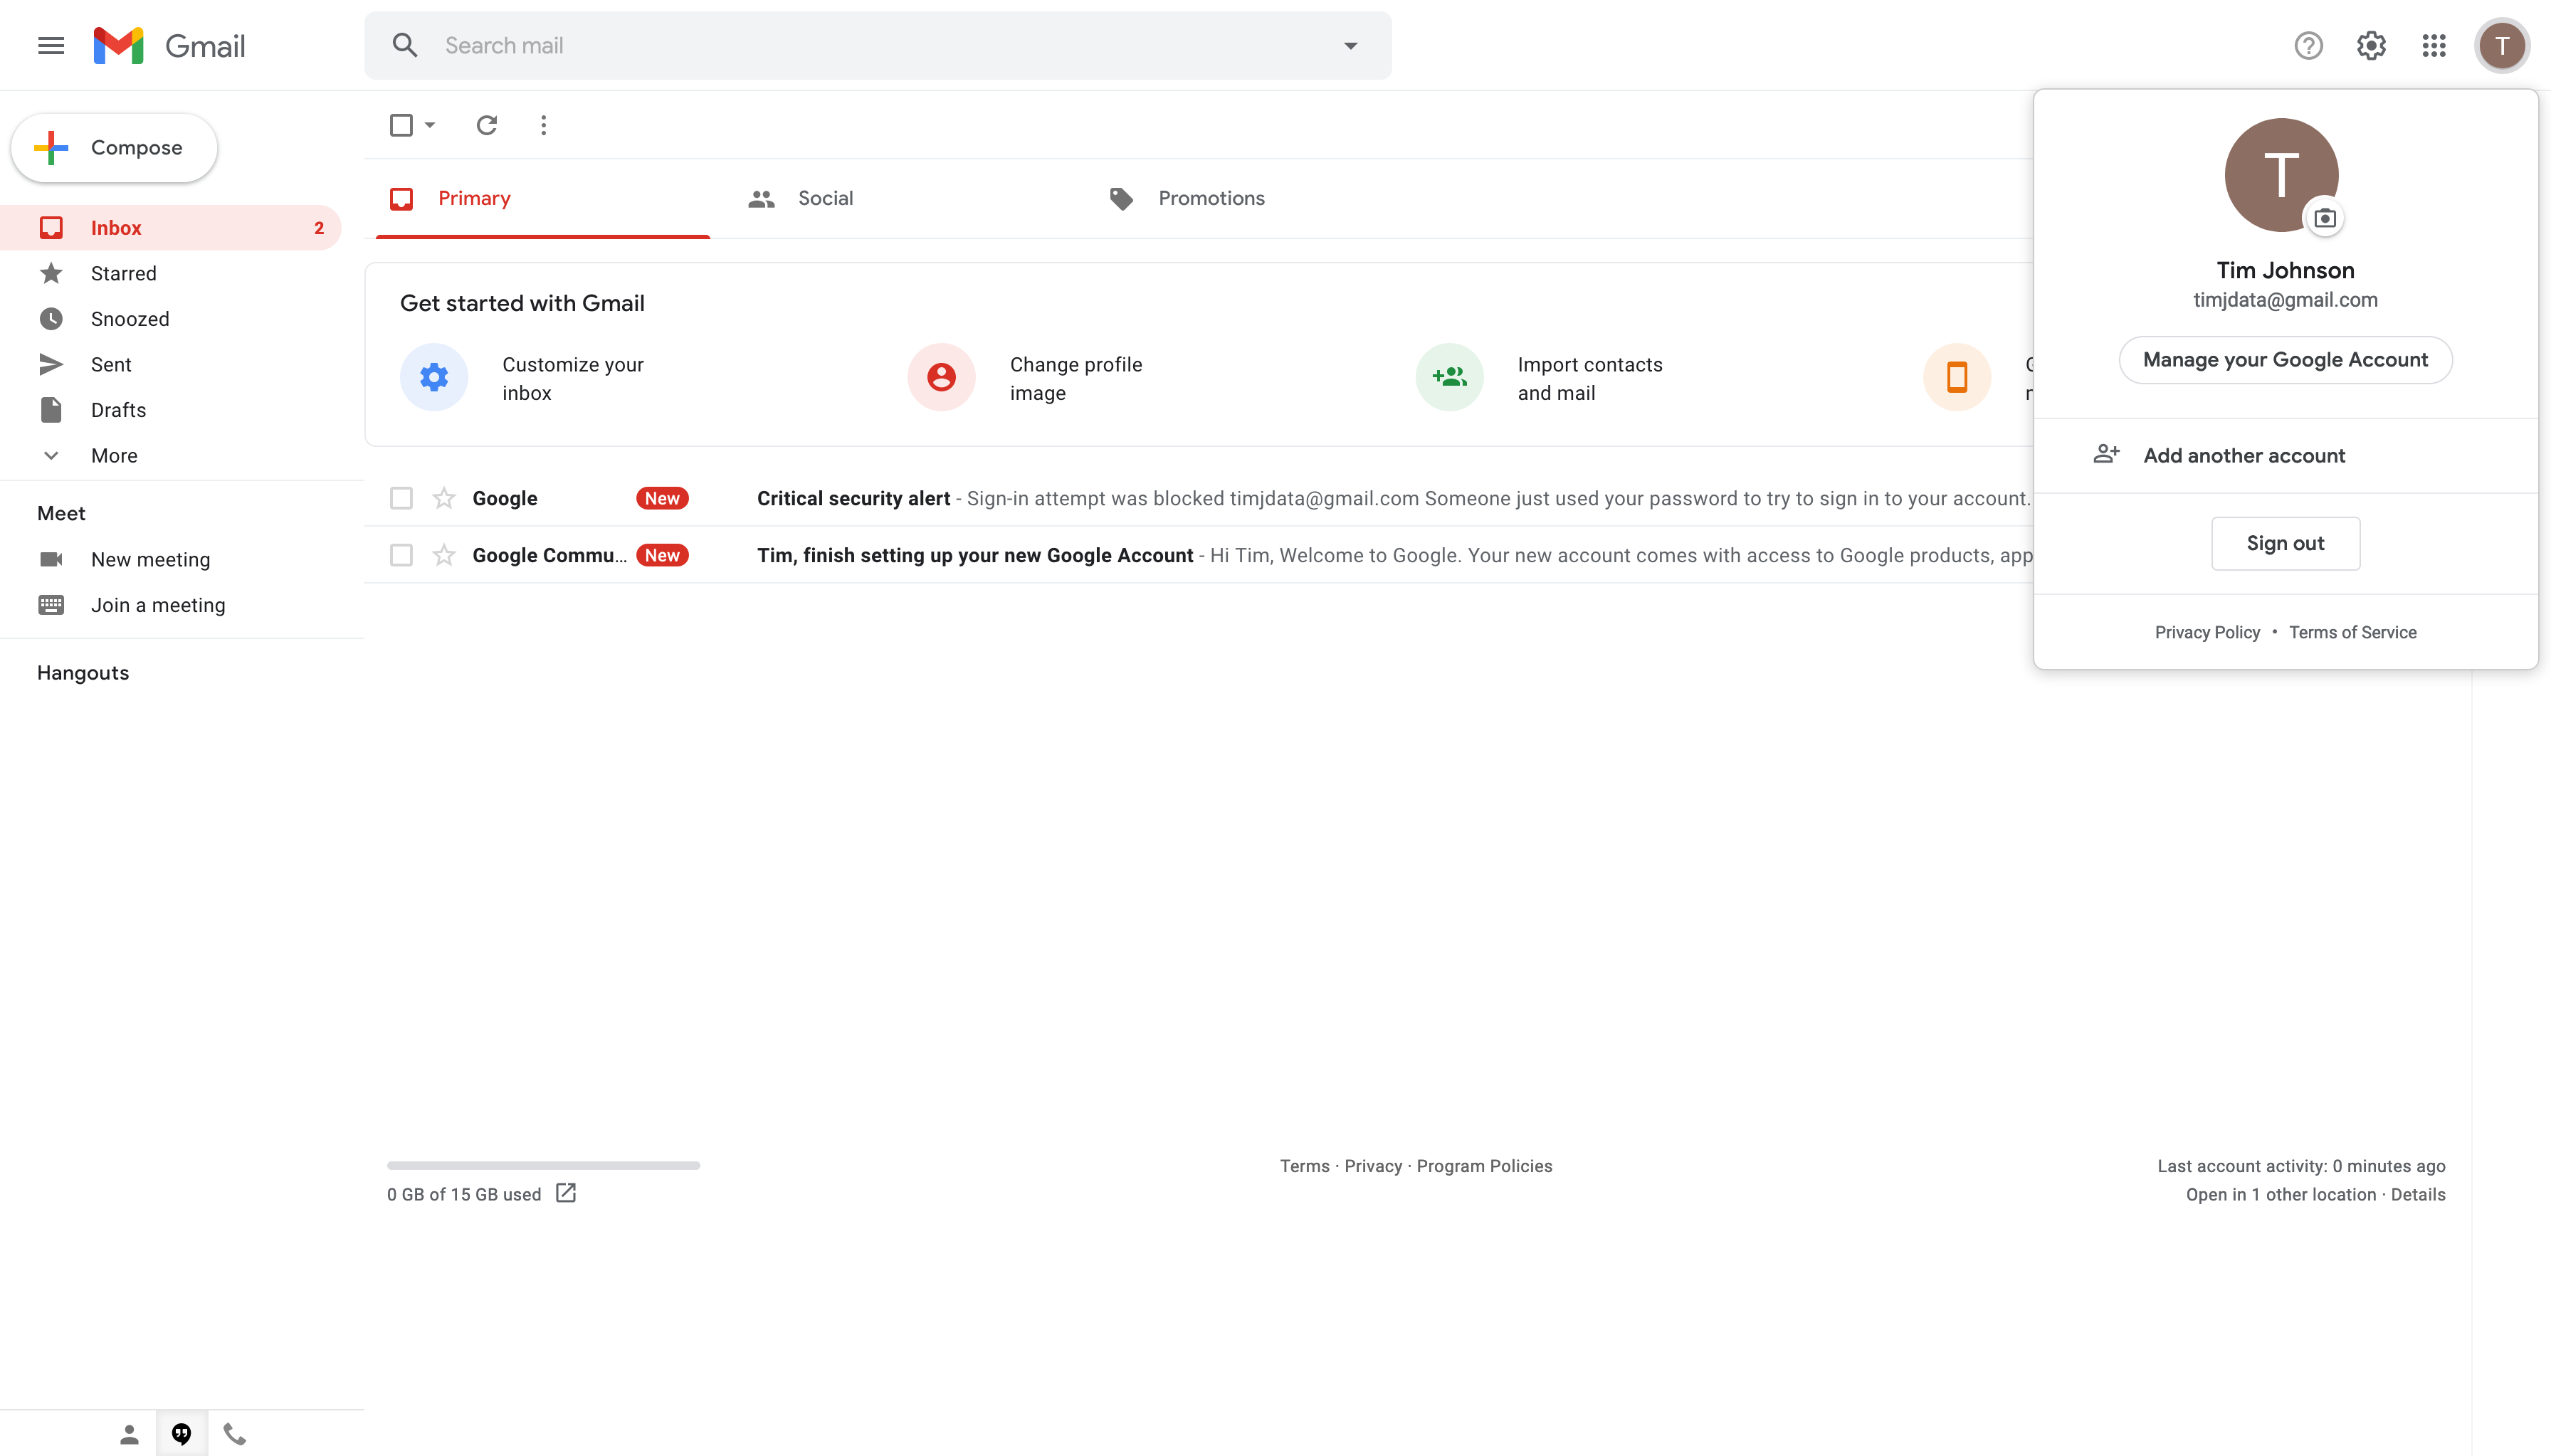 Gmail
Search mail
T
Compose
Inbox 2
Starred
Snoozed
Sent
Drafts
More
Meet
New meeting
Join a meeting
Hangouts
Primary
Social
Promotions
Get started with Gmail
Customize your
inbox
Change profile
image
Import contacts
and mail
Google New Critical security alert - Sign-in attempt was blocked timjdata@gmail.com Someone just used your password to try to sign in to your account.
Google Commu... New Tim, finish setting up your new Google Account - Hi Tim, Welcome to Google. Your new account comes with access to Google products, app
T
Tim Johnson
timjdata@gmail.com
Manage your Google Account
Add another account
Sign out
Privacy Policy • Terms of Service
0 GB of 15 GB used
Terms · Privacy · Program Policies
Last account activity: 0 minutes ago
Open in 1 other location · Details